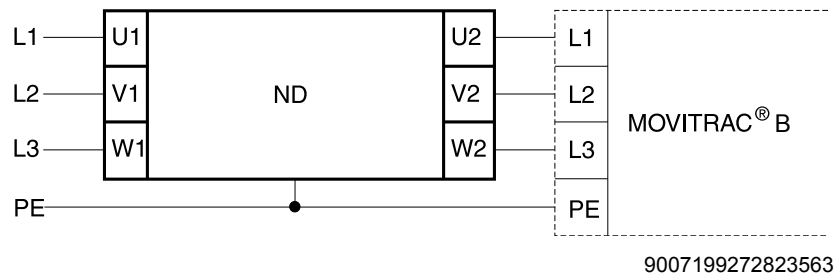 L1 U1 U2 L1
L2 V1 ND V2 L2
MOVITRAC® B
L3 W1 W2 L3
PE PE
9007199272823563